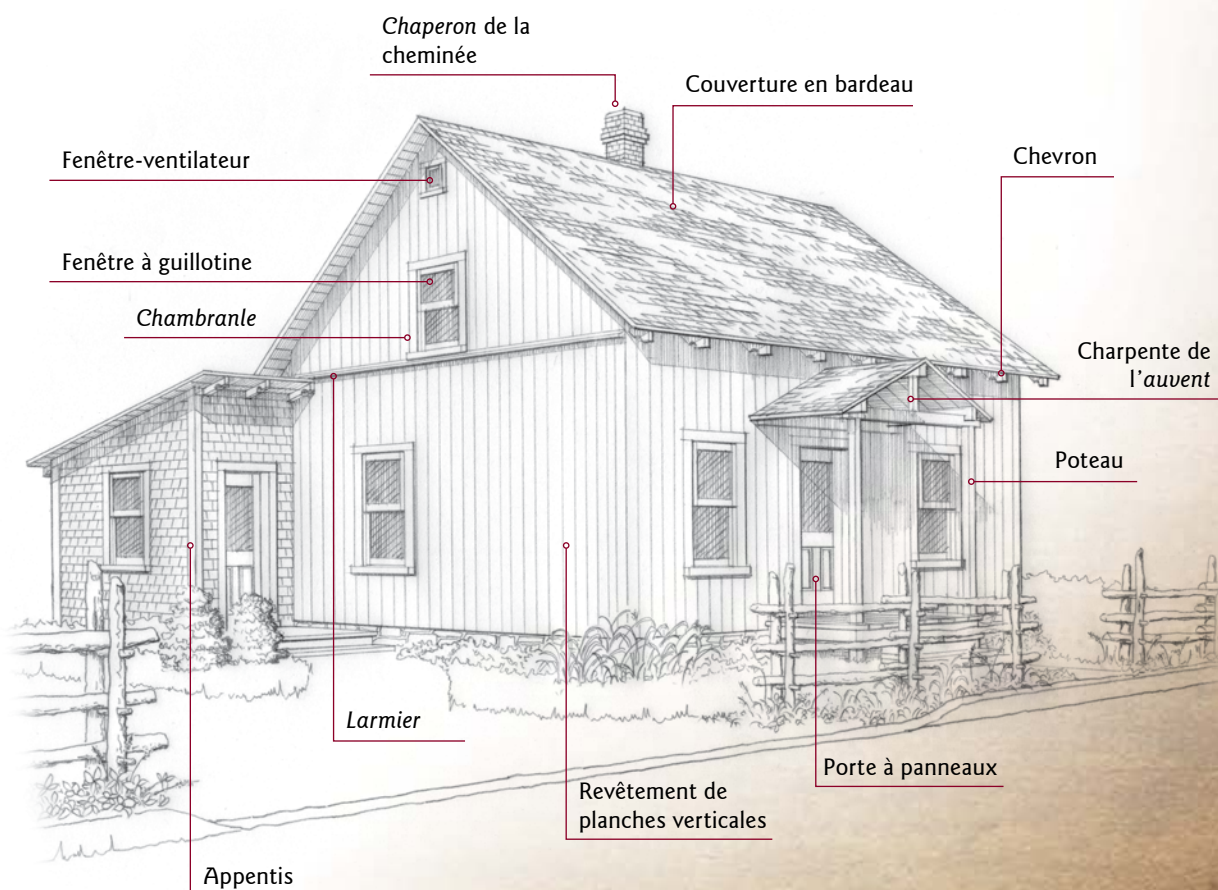 Chaperon de la
cheminée
Couverture en bardeau
Fenêtre-ventilateur
Chevron
Fenêtre à guillotine
Chambranle
Charpente de
l'auvent
Poteau
Larmier
Porte à panneaux
Revêtement de
planches verticales
Appentis